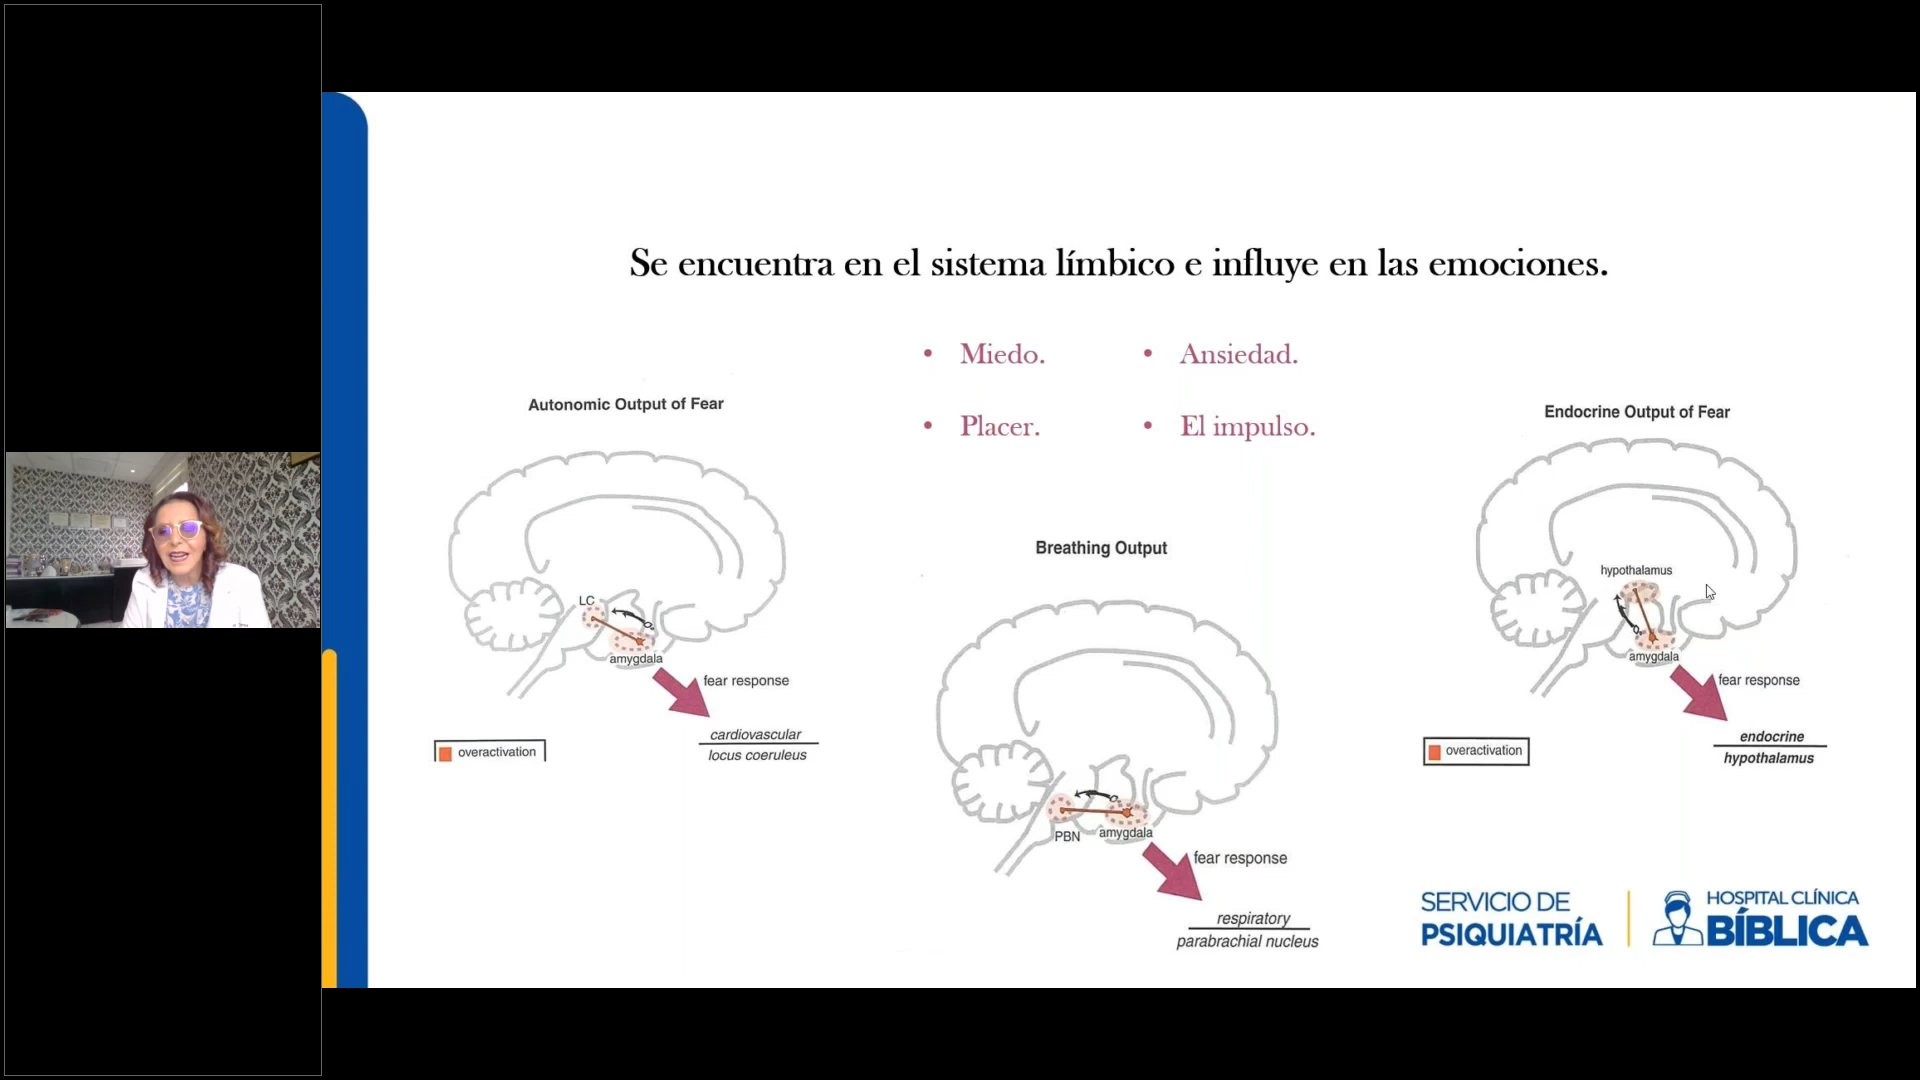 Se encuentra en el sistema límbico e influye en las emociones.
• Miedo.
• Ansiedad.
• Placer.
• El impulso.
Autonomic Output of Fear
LC
amygdala
fear response
cardiovascular
locus coeruleus
overactivation
Breathing Output
PBN
amygdala
fear response
respiratory
parabrachial nucleus
Endocrine Output of Fear
hypothalamus
amygdala
fear response
endocrine
hypothalamus
overactivation
SERVICIO DE
PSIQUIATRÍA
HOSPITAL CLÍNICA
BÍBLICA